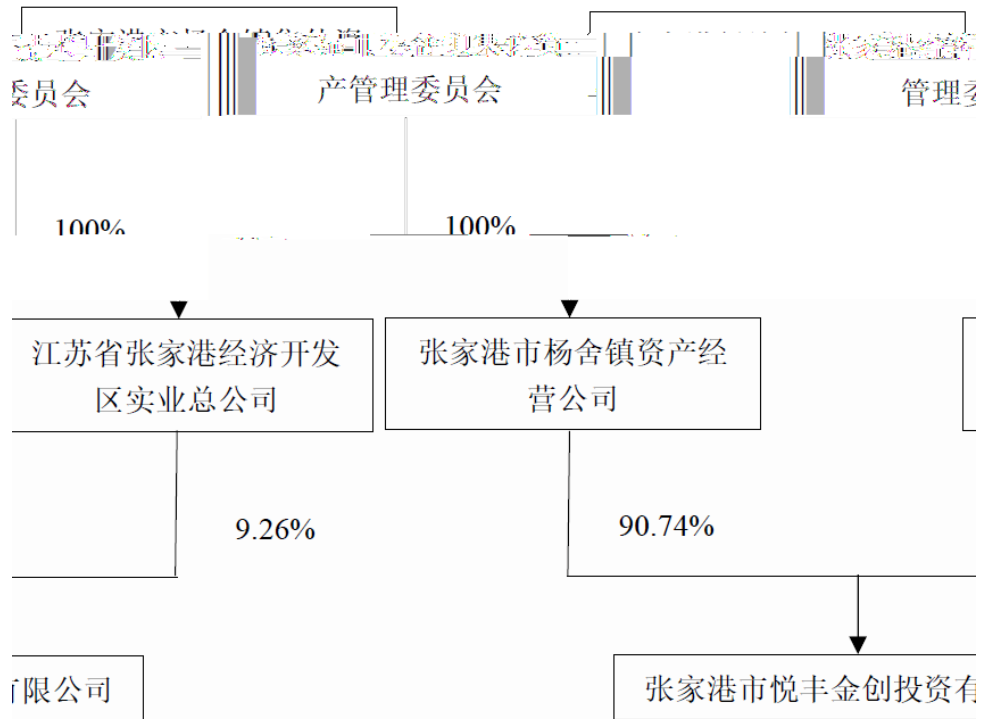 委员会
产管理委员会
管理委
100%
100%
江苏省张家港经济开发
区实业总公司
张家港市杨舍镇资产经
营公司
9.26%
90.74%
有限公司
张家港市悦丰金创投资有